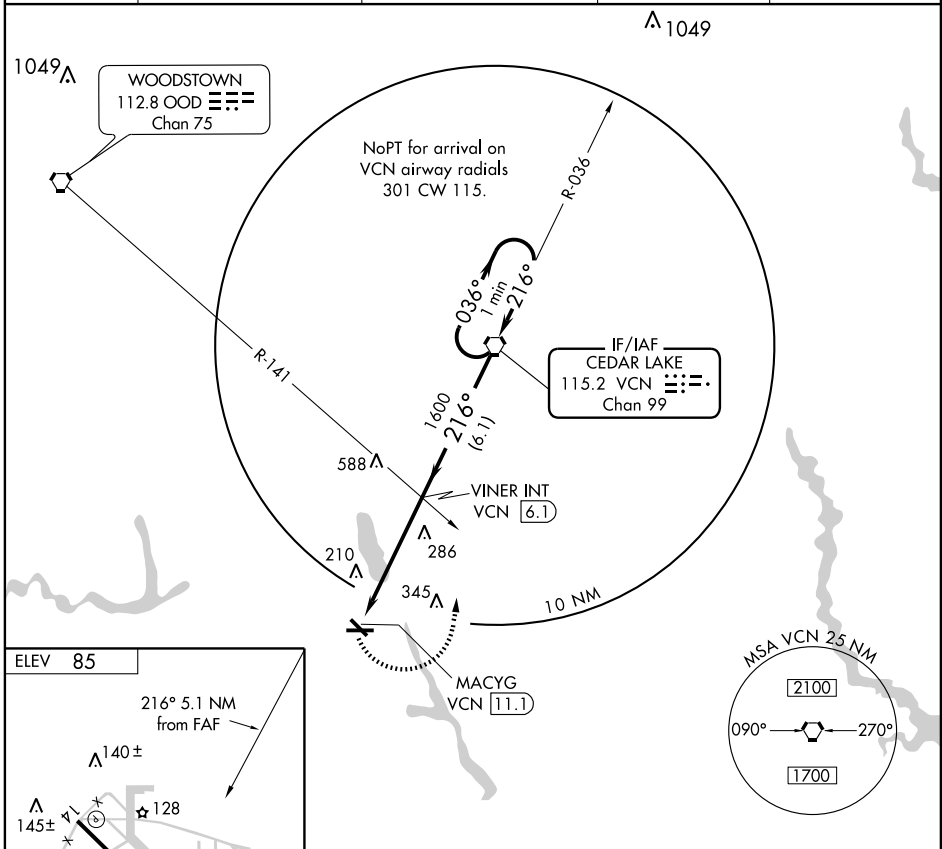 1049
1049
WOODSTOWN
112.8 OOD
Chan 75
NoPT for arrival on
VCN airway radials
301 CW 115.
R-036
036°
1 min
216°
R-141
IF/IAF
CEDAR LAKE
115.2 VCN
Chan 99
1600
216°
(6.1)
588
VINER INT
VCN 6.1
286
210
345
10 NM
MACYG
VCN 11.1
MSA VCN 25 NM
2100
090°
270°
1700
ELEV 85
216° 5.1 NM
from FAF
140 ±
128
145±
14